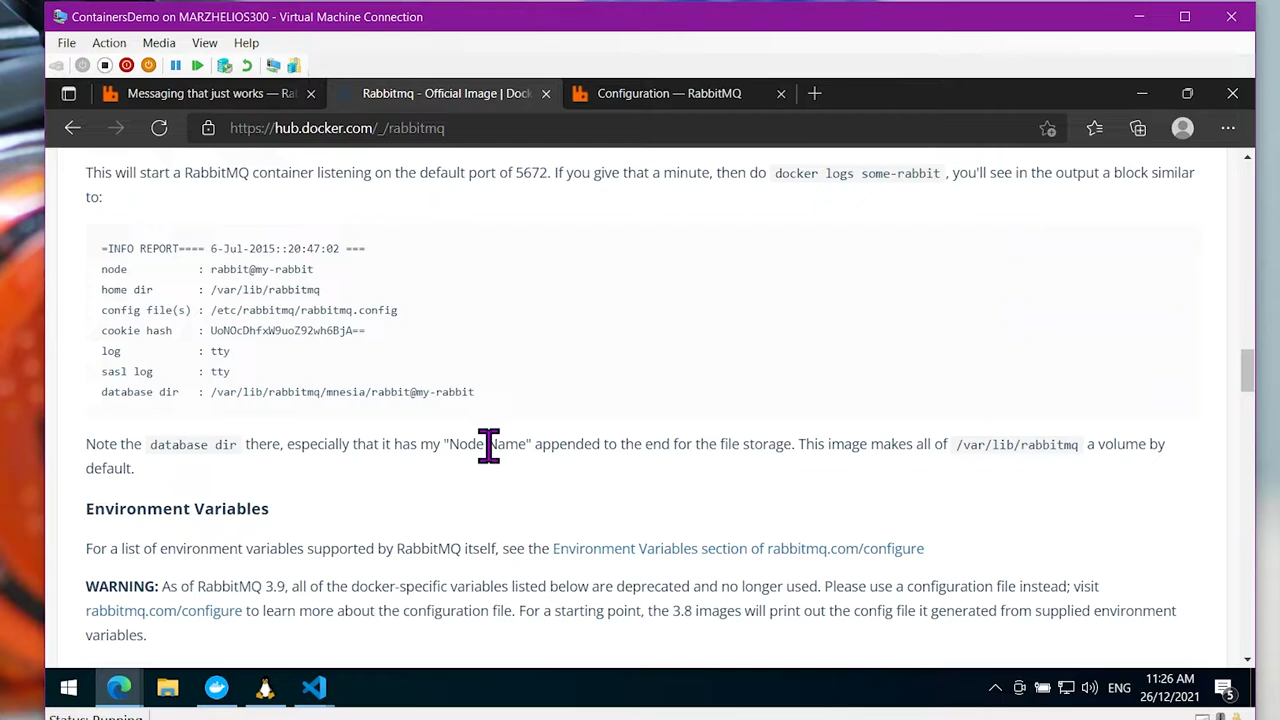 ContainersDemo on MARZHELIOS300 - Virtual Machine Connection
File Action Media View Help
Messaging that just works — Ral
Rabbitmq - Official Image | Dock
Configuration — RabbitMQ
https://hub.docker.com/_/rabbitmq
This will start a RabbitMQ container listening on the default port of 5672. If you give that a minute, then do docker logs some-rabbit , you'll see in the output a block similar
to:
=INFO REPORT==== 6-Jul-2015::20:47:02 ===
node : rabbit@my-rabbit
home dir : /var/lib/rabbitmq
config file(s) : /etc/rabbitmq/rabbitmq.config
cookie hash : UoNOcDhfxW9uoZ92wh6BjA==
log : tty
sasl log : tty
database dir : /var/lib/rabbitmq/mnesia/rabbit@my-rabbit
Note the database dir there, especially that it has my "Node Name" appended to the end for the file storage. This image makes all of /var/lib/rabbitmq a volume by
default.
Environment Variables
For a list of environment variables supported by RabbitMQ itself, see the Environment Variables section of rabbitmq.com/configure
WARNING: As of RabbitMQ 3.9, all of the docker-specific variables listed below are deprecated and no longer used. Please use a configuration file instead; visit
rabbitmq.com/configure to learn more about the configuration file. For a starting point, the 3.8 images will print out the config file it generated from supplied environment
variables.
ENG
11:26 AM
26/12/2021
5
Status: Running